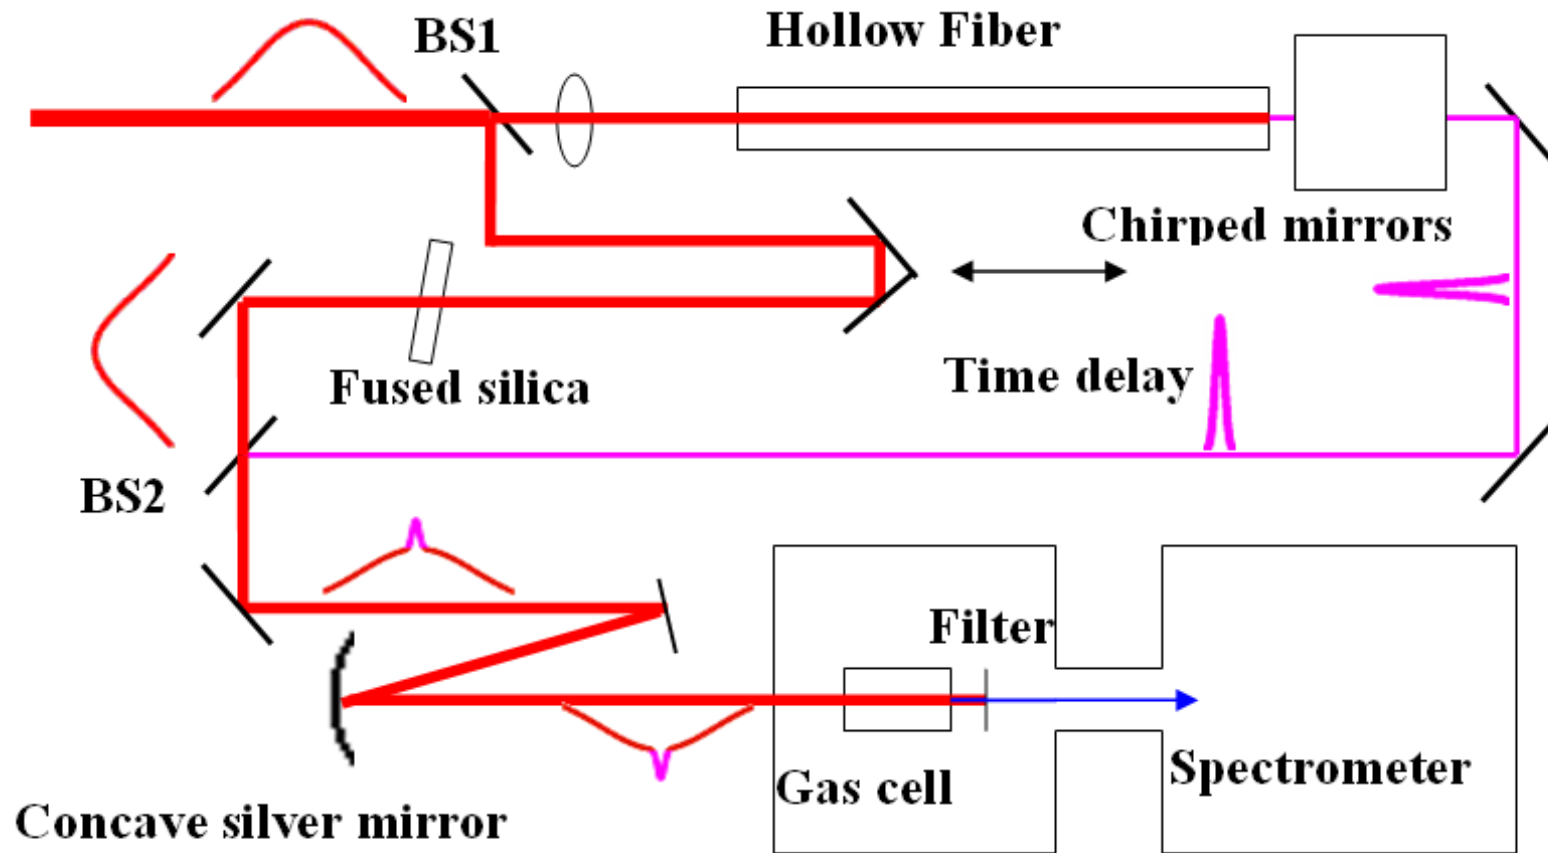 BS1
Hollow Fiber
Chirped mirrors
Fused silica
Time delay
BS2
Filter
Gas cell
Spectrometer
Concave silver mirror